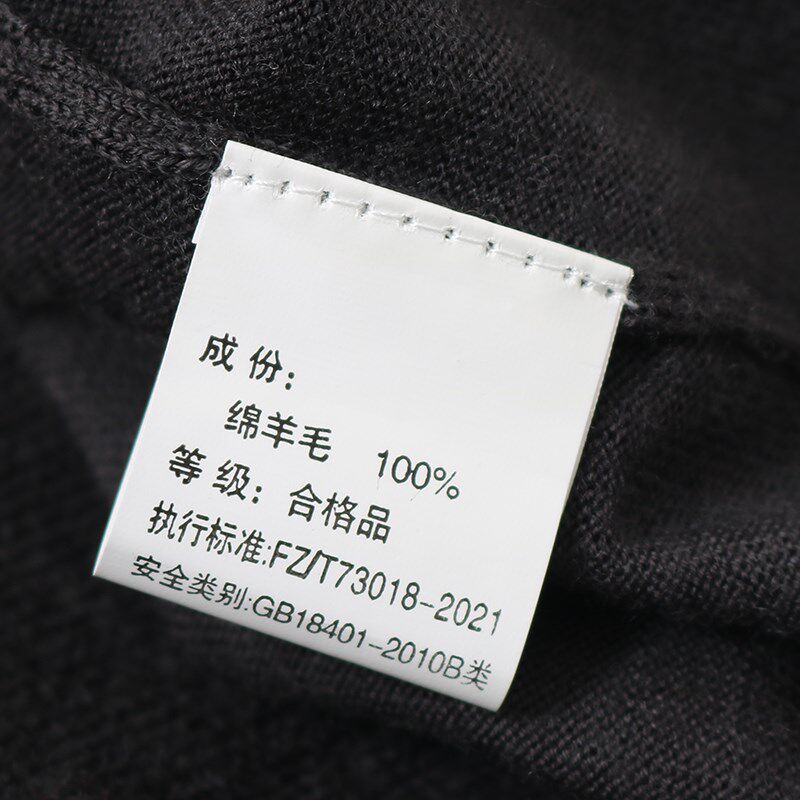 成份：
绵羊毛 100%
等级：合格品
执行标准:FZ/T73018-2021
安全类别:GB18401-2010B类